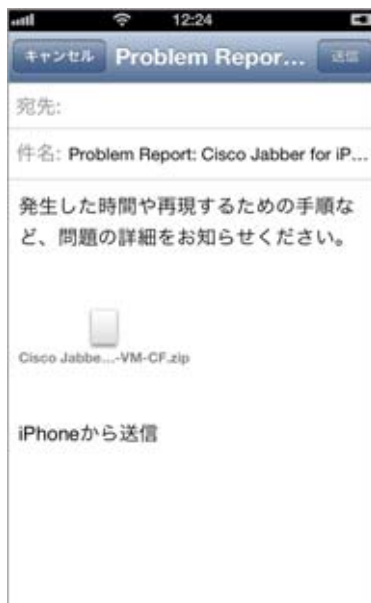 12:24
キャンセル Problem Repor... 送信
宛先:
件名: Problem Report: Cisco Jabber for iP...
発生した時間や再現するための手順な
ど、問題の詳細をお知らせください。
Cisco Jabbe...-VM-CF.zip
iPhoneから送信